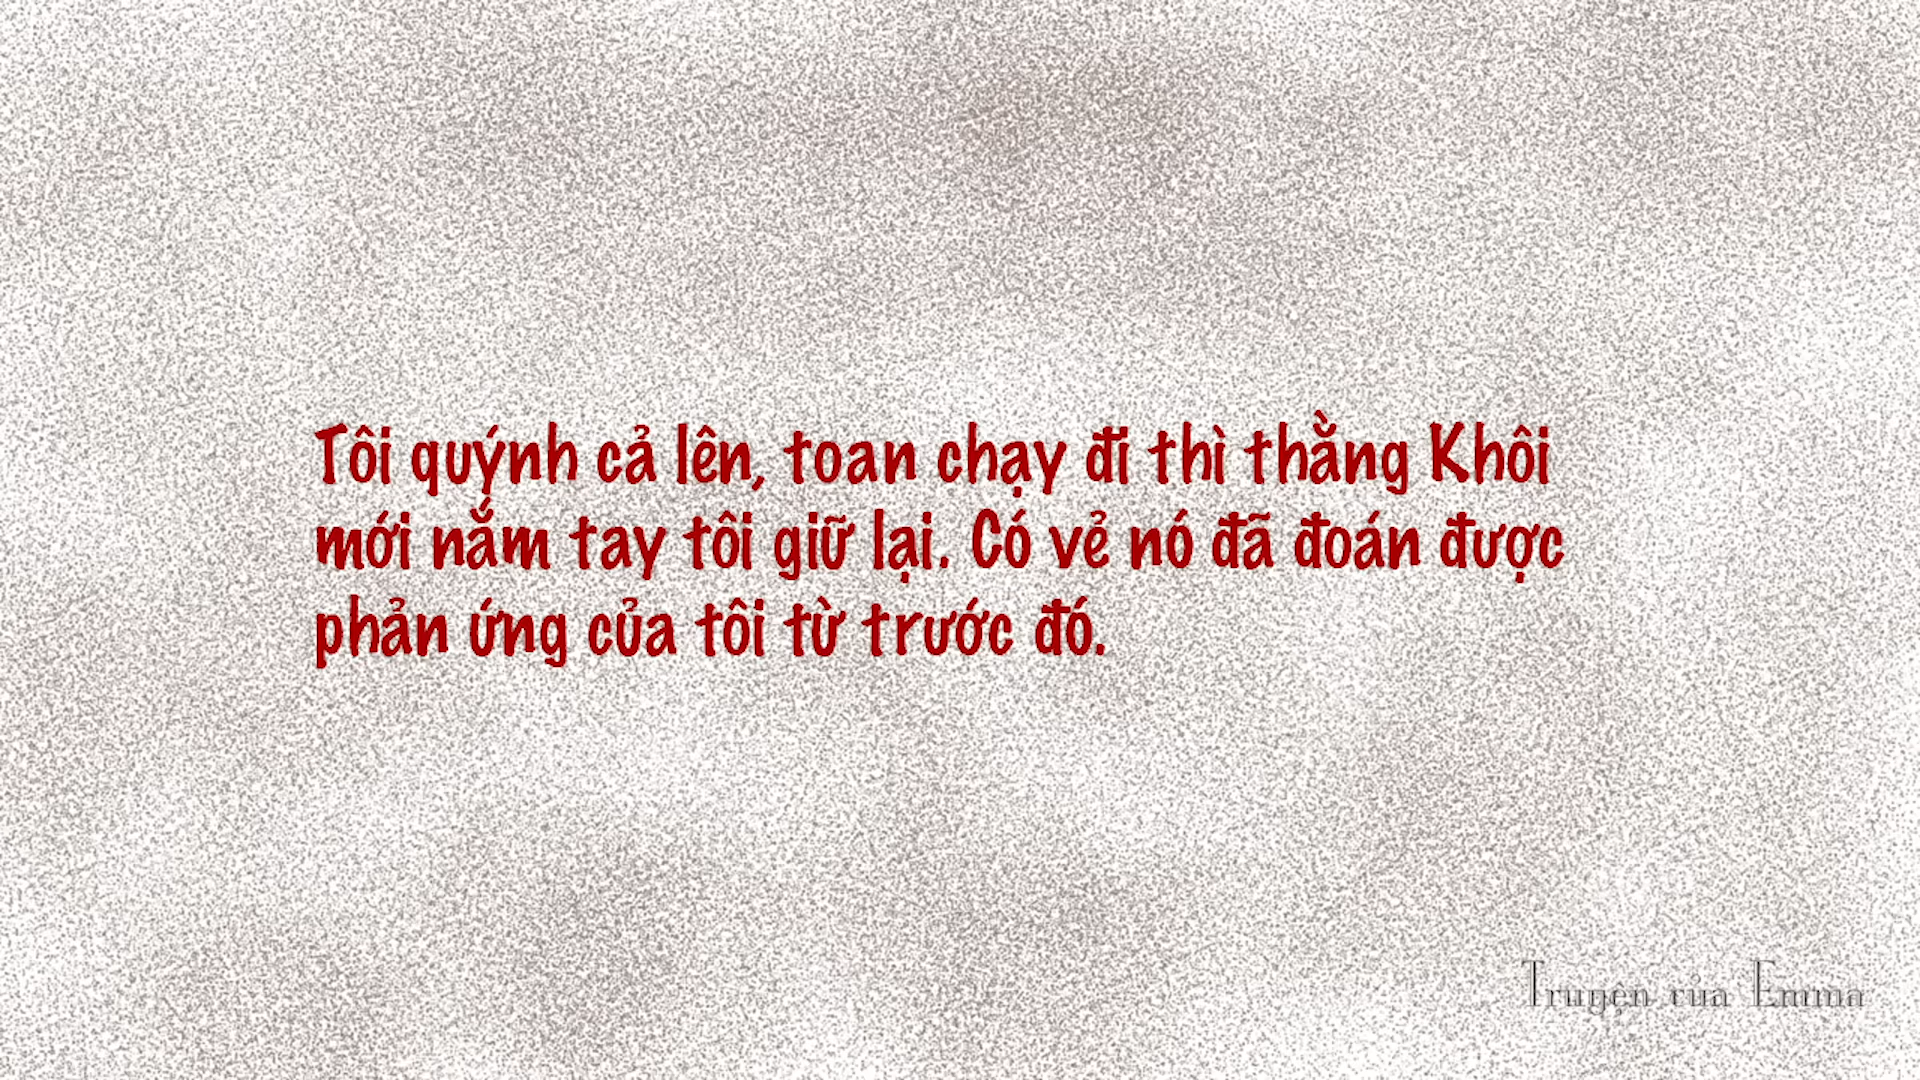 Tôi quýnh cả lên, toan chạy đi thì thằng Khôi
mới nắm tay tôi giữ lại. Có vẻ nó đã đoán được
phản ứng của tôi từ trước đó.
Truyện của Emma